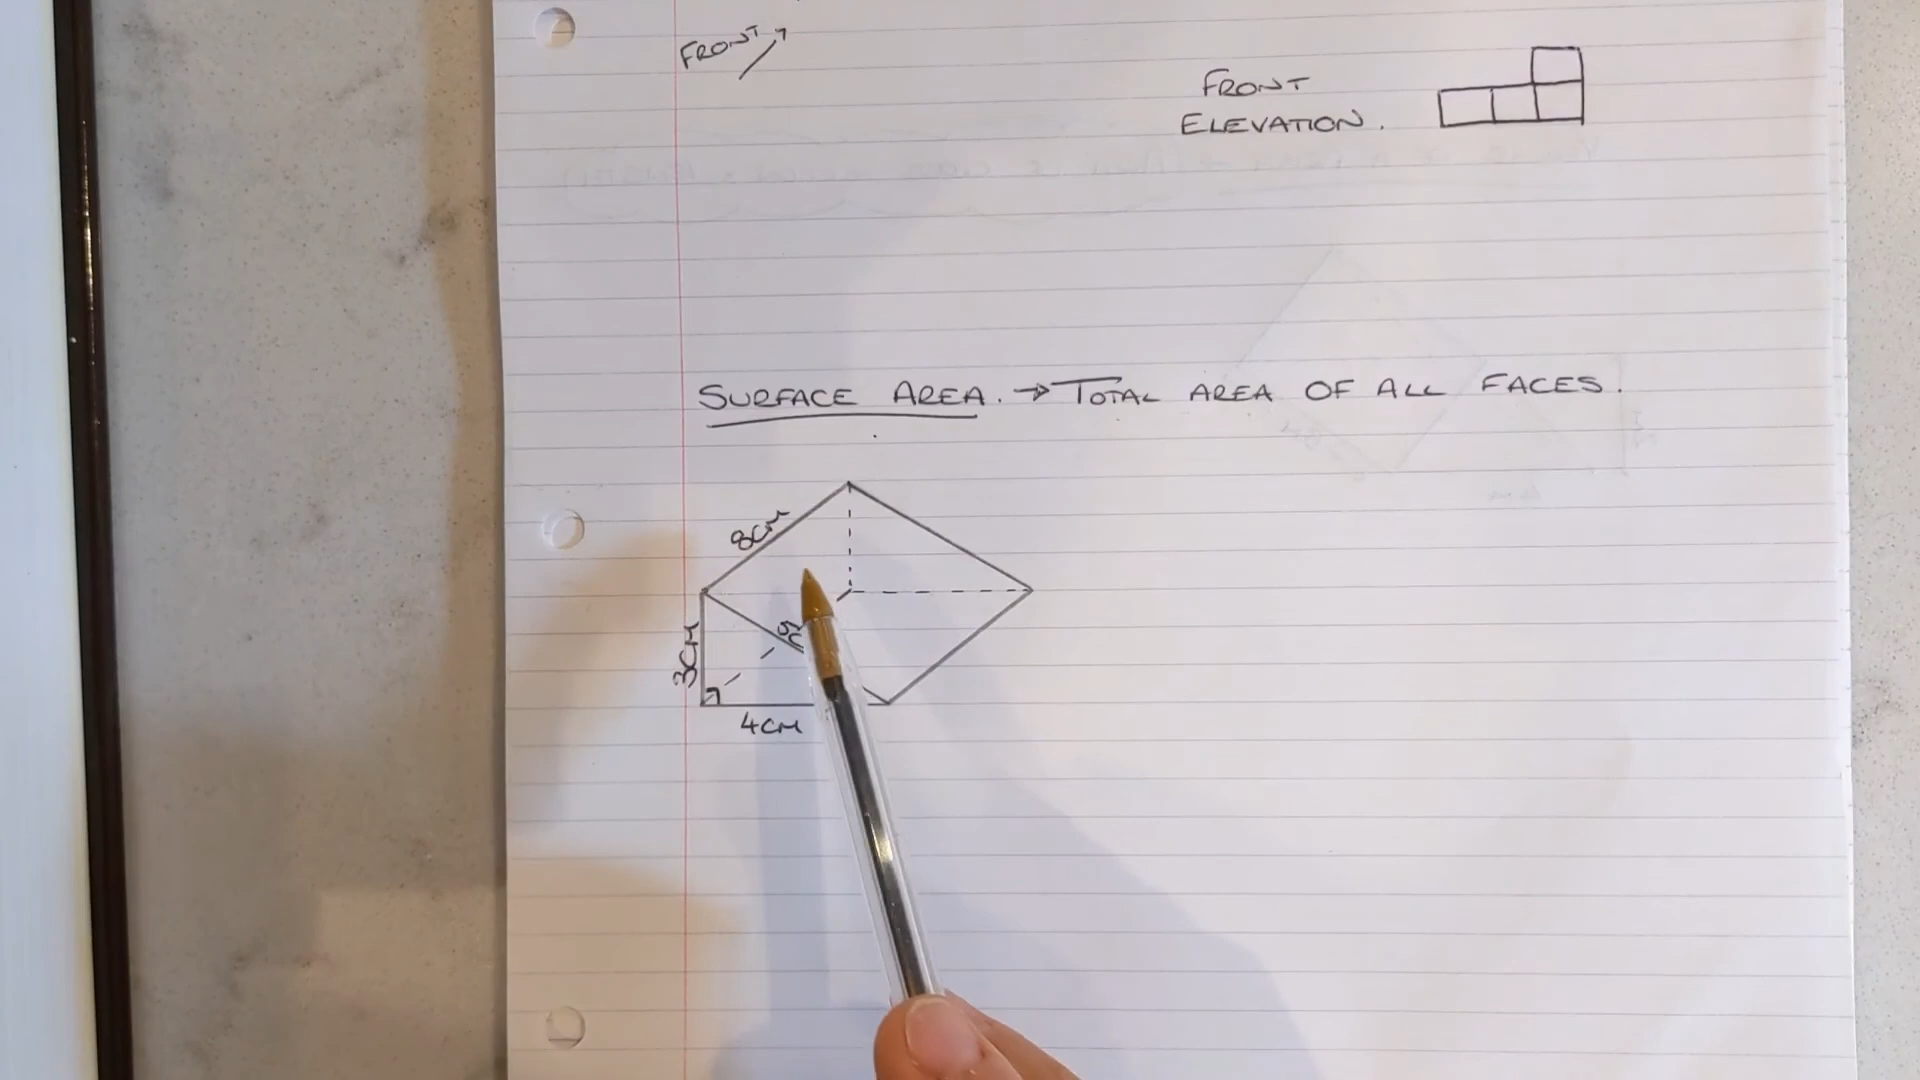 FRONT
FRONT
ELEVATION.
SURFACE AREA. → TOTAL AREA OF ALL FACES.
8CM
3CM
4CM